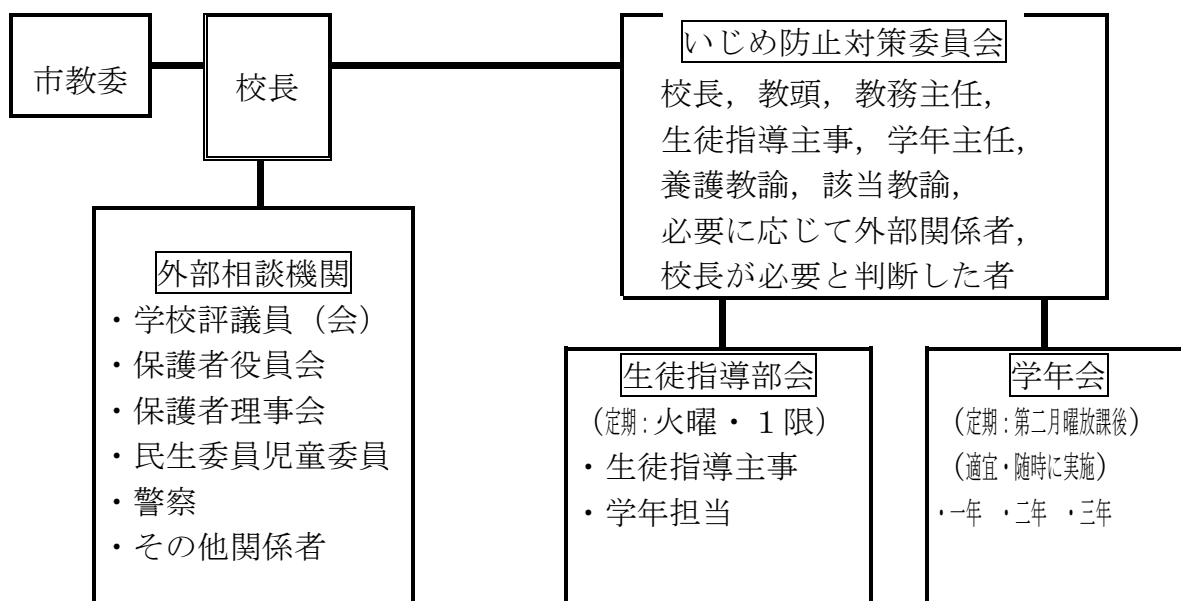 市教委
校長
いじめ防止対策委員会
校長，教頭，教務主任，
生徒指導主事，学年主任，
養護教諭，該当教諭，
必要に応じて外部関係者，
校長が必要と判断した者
外部相談機関
・学校評議員（会）
・保護者役員会
・保護者理事会
・民生委員児童委員
・警察
・その他関係者
生徒指導部会
（定期：火曜・１限）
・生徒指導主事
・学年担当
学年会
（定期：第二月曜放課後）
（適宜・随時に実施）
・一年 ・二年 ・三年